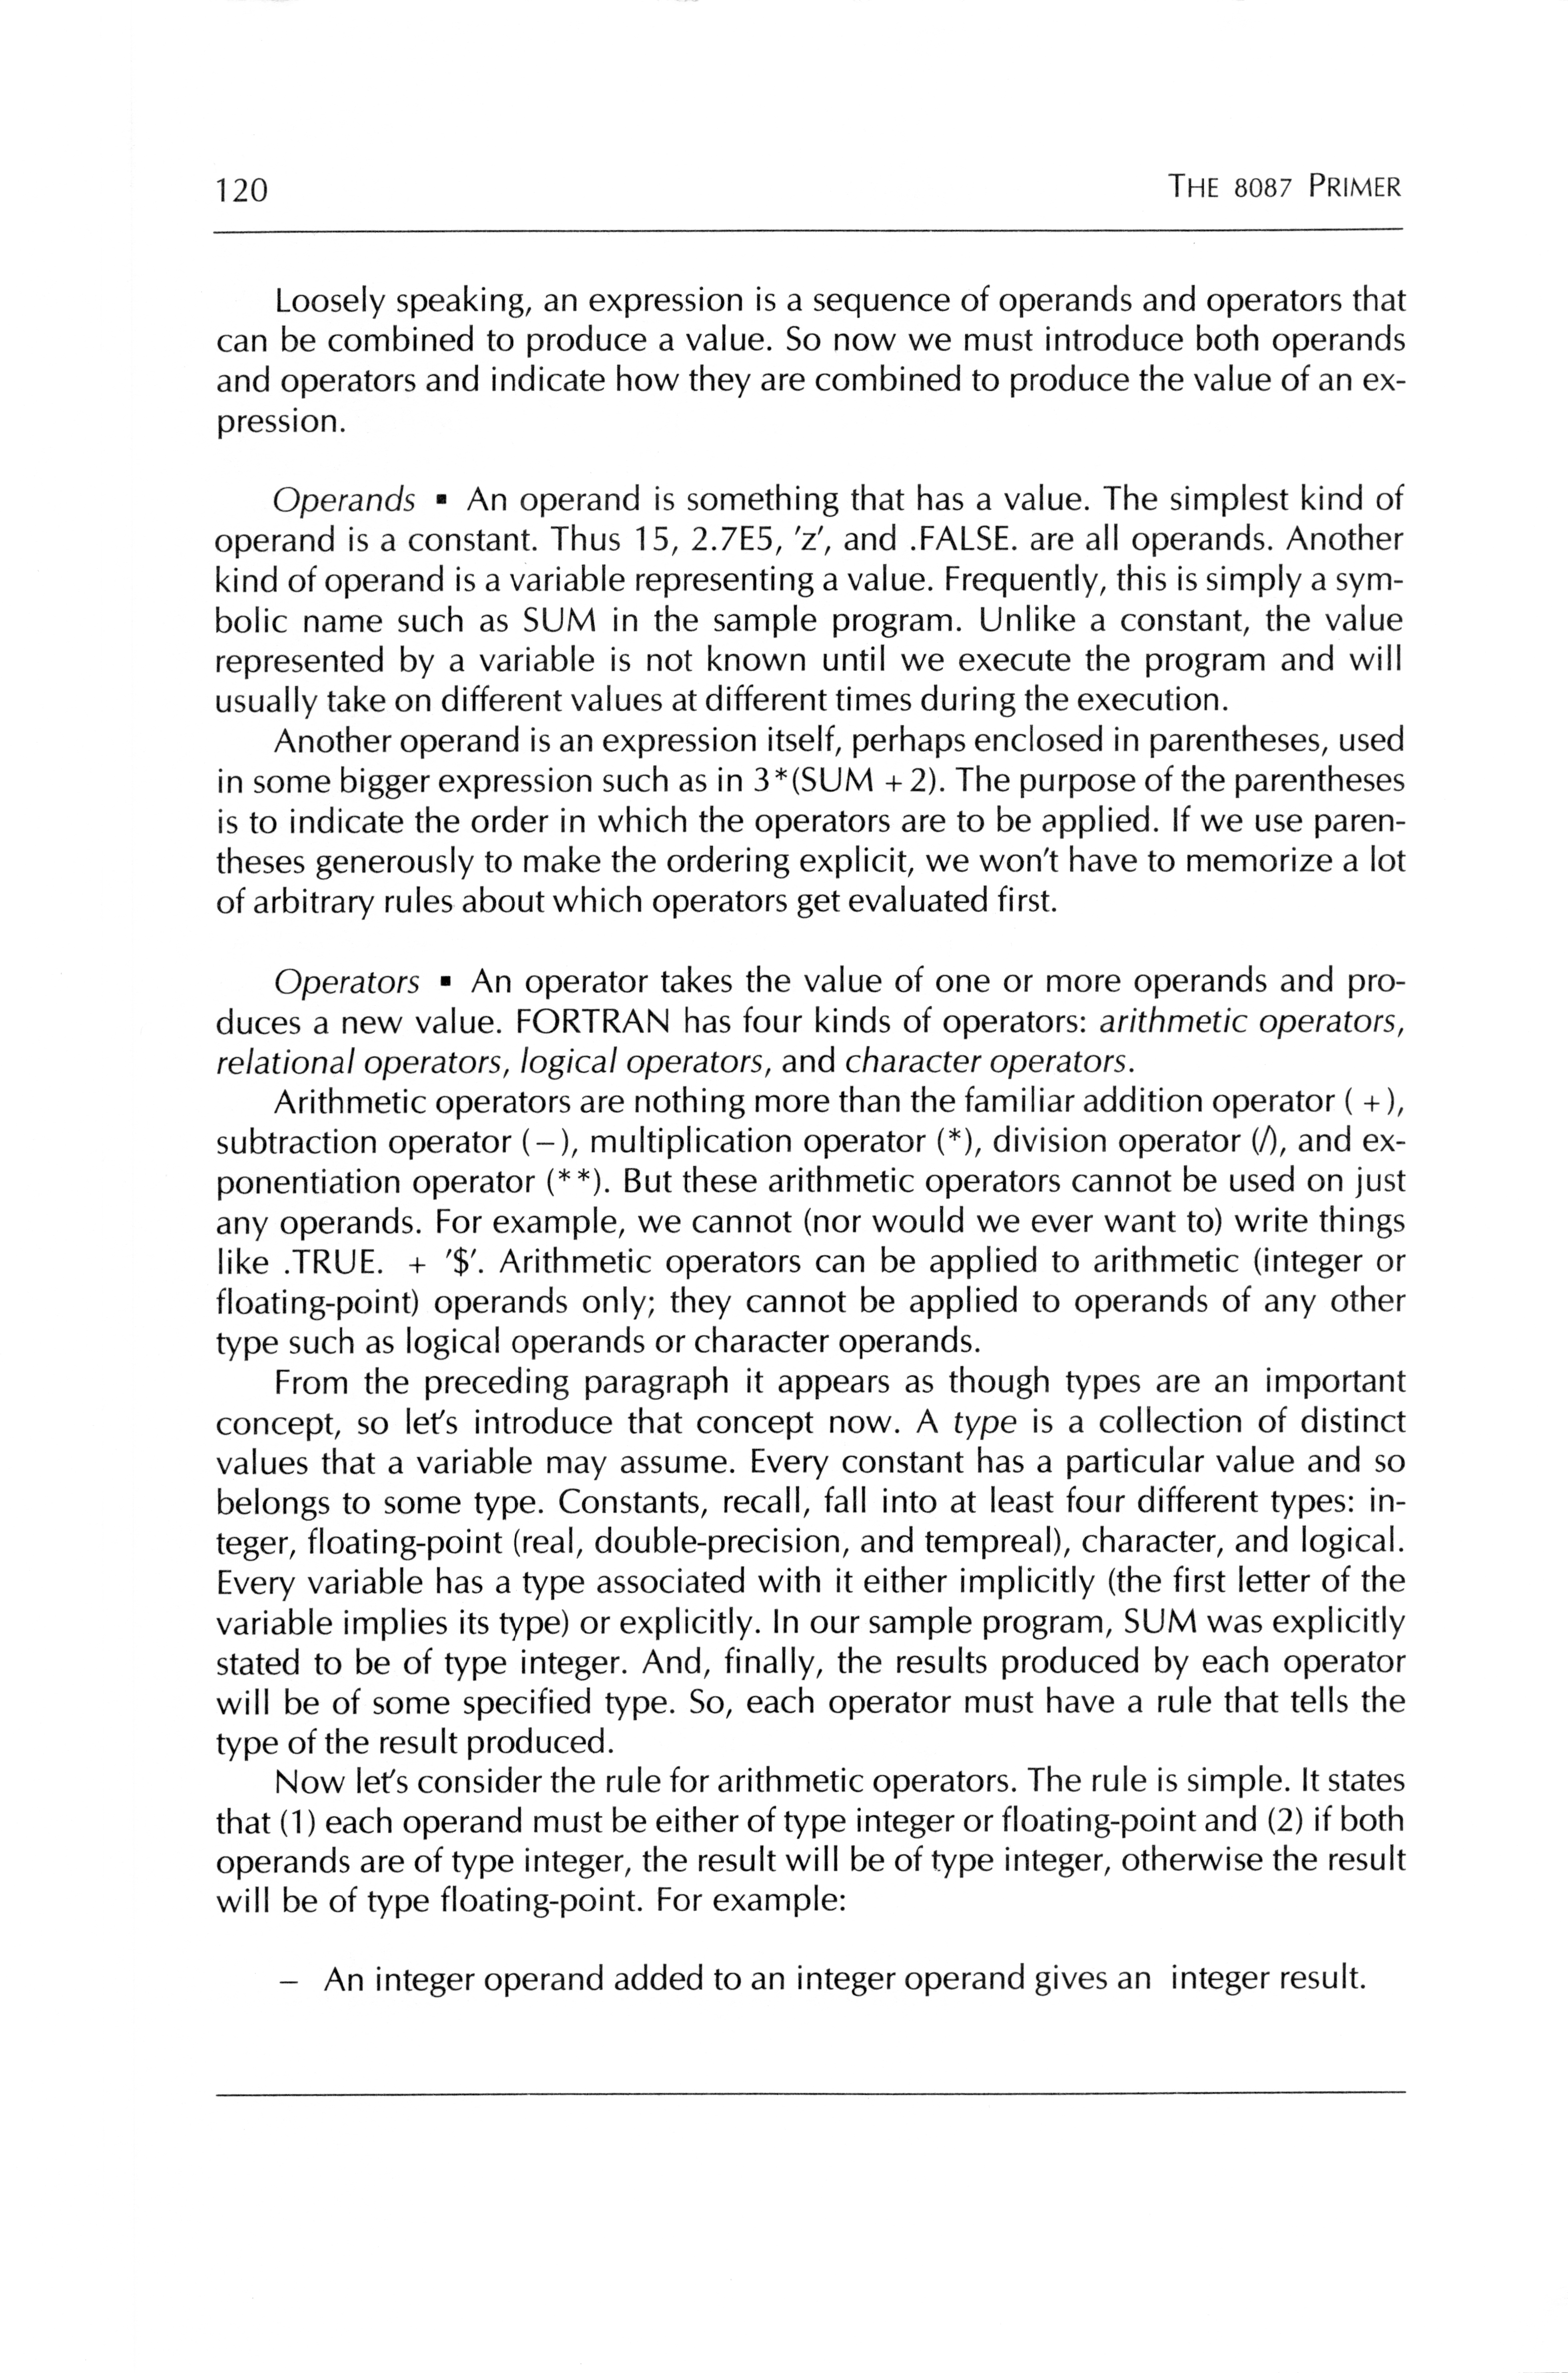 120 THE 8087 PRIMER
Loosely speaking, an expression is a sequence of operands and operators that
can be combined to produce a value. So now we must introduce both operands
and operators and indicate how they are combined to produce the value of an ex-
pression.
Operands ▪ An operand is something that has a value. The simplest kind of
operand is a constant. Thus 15, 2.7E5, 'z', and .FALSE. are all operands. Another
kind of operand is a variable representing a value. Frequently, this is simply a sym-
bolic name such as SUM in the sample program. Unlike a constant, the value
represented by a variable is not known until we execute the program and will
usually take on different values at different times during the execution.
Another operand is an expression itself, perhaps enclosed in parentheses, used
in some bigger expression such as in 3*(SUM + 2). The purpose of the parentheses
is to indicate the order in which the operators are to be applied. If we use paren-
theses generously to make the ordering explicit, we won't have to memorize a lot
of arbitrary rules about which operators get evaluated first.
Operators ▪ An operator takes the value of one or more operands and pro-
duces a new value. FORTRAN has four kinds of operators: arithmetic operators,
relational operators, logical operators, and character operators.
Arithmetic operators are nothing more than the familiar addition operator ( + ),
subtraction operator ( − ), multiplication operator (*), division operator (/), and ex-
ponentiation operator (**). But these arithmetic operators cannot be used on just
any operands. For example, we cannot (nor would we ever want to) write things
like .TRUE. + '$'. Arithmetic operators can be applied to arithmetic (integer or
floating-point) operands only; they cannot be applied to operands of any other
type such as logical operands or character operands.
From the preceding paragraph it appears as though types are an important
concept, so let's introduce that concept now. A type is a collection of distinct
values that a variable may assume. Every constant has a particular value and so
belongs to some type. Constants, recall, fall into at least four different types: in-
teger, floating-point (real, double-precision, and tempreal), character, and logical.
Every variable has a type associated with it either implicitly (the first letter of the
variable implies its type) or explicitly. In our sample program, SUM was explicitly
stated to be of type integer. And, finally, the results produced by each operator
will be of some specified type. So, each operator must have a rule that tells the
type of the result produced.
Now let's consider the rule for arithmetic operators. The rule is simple. It states
that (1) each operand must be either of type integer or floating-point and (2) if both
operands are of type integer, the result will be of type integer, otherwise the result
will be of type floating-point. For example:
– An integer operand added to an integer operand gives an integer result.